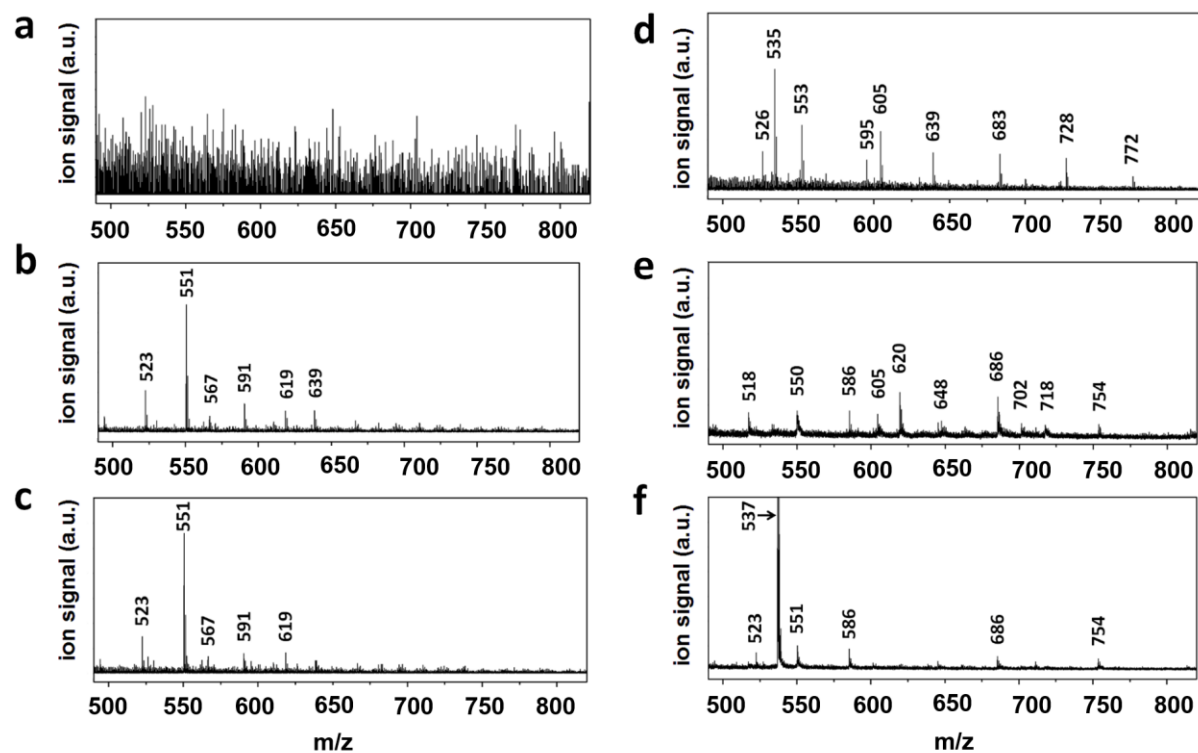 a
ion signal (a.u.)
500 550 600 650 700 750 800
b
ion signal (a.u.)
523 551 567 591 619 639
500 550 600 650 700 750 800
c
ion signal (a.u.)
523 551 567 591 619
500 550 600 650 700 750 800
m/z
d
ion signal (a.u.)
526 535 553 595 605 639 683 728 772
500 550 600 650 700 750 800
e
ion signal (a.u.)
518 550 586 605 620 648 686 702 718 754
500 550 600 650 700 750 800
f
ion signal (a.u.)
523 537 551 586 686 754
500 550 600 650 700 750 800
m/z